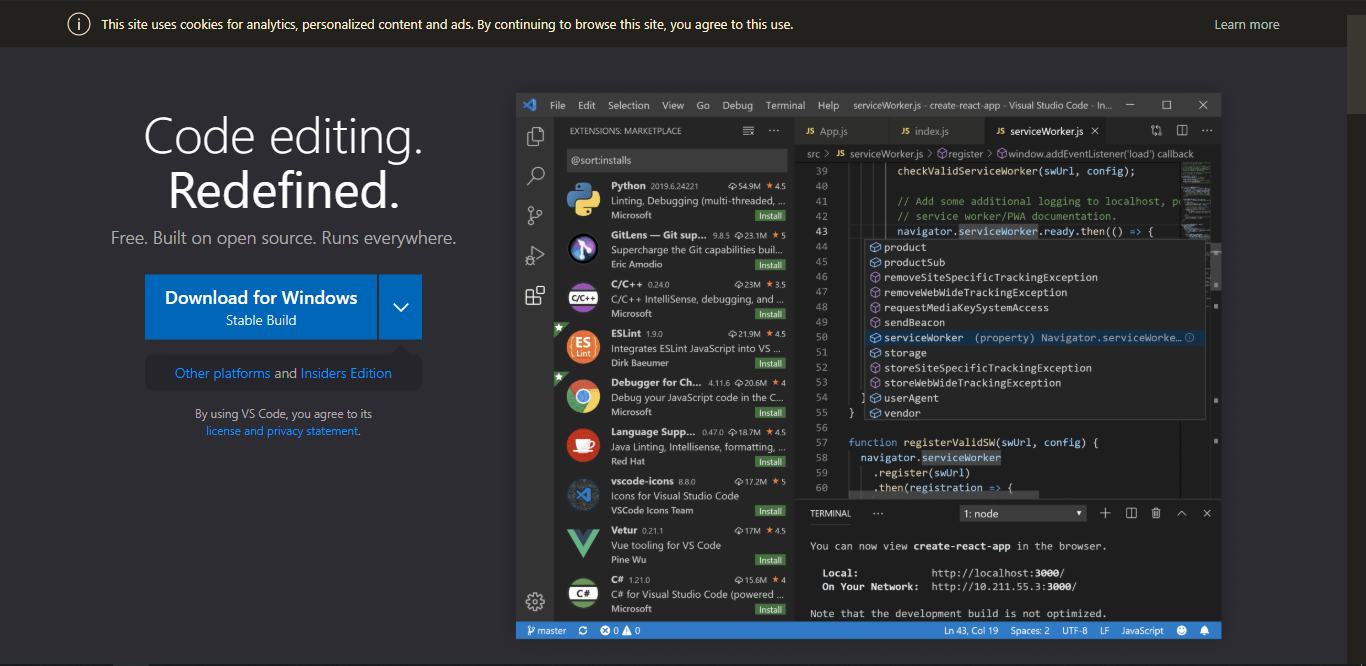 This site uses cookies for analytics, personalized content and ads. By continuing to browse this site, you agree to this use.
Learn more
Code editing.
Redefined.
Free. Built on open source. Runs everywhere.
Download for Windows
Stable Build
Other platforms and Insiders Edition
By using VS Code, you agree to its
license and privacy statement.
File Edit Selection View Go Debug Terminal Help serviceWorker.js - create-react-app - Visual Studio Code - In...
EXTENSIONS: MARKETPLACE
@sort:installs
Python 2019.6.24221 54.9M 4.5
Linting, Debugging (multi-threaded, ...
Microsoft Install
GitLens — Git sup... 9.8.5 23.1M 5
Supercharge the Git capabilities buil...
Eric Amodio Install
C/C++
C/C++ 0.24.0 23M 3.5
C/C++ IntelliSense, debugging, and ...
Microsoft Install
ES
Lint
ESLint 1.9.0 21.9M 4.5
Integrates ESLint JavaScript into VS ...
Dirk Baeumer Install
Debugger for Ch... 4.11.6 20.6M 4
Debug your JavaScript code in the C...
Microsoft Install
Language Supp... 0.47.0 18.7M 4.5
Java Linting, Intellisense, formatting, ...
Red Hat Install
vscode-icons 8.8.0 17.2M 5
Icons for Visual Studio Code
VSCode Icons Team Install
Vetur 0.21.1 17M 4.5
Vue tooling for VS Code
Pine Wu Install
C#
C# 1.21.0 15.6M 4
C# for Visual Studio Code (powered ...
Microsoft Install
JS App.js JS index.js JS serviceWorker.js
src > JS serviceWorker.js > register > window.addEventListener('load') callback
39 checkValidServiceWorker(swUrl, config);
40
41 // Add some additional logging to localhost, po
42 // service worker/PWA documentation.
43 navigator.serviceWorker.ready.then(() => {
44 product
45 productSub
46 removeSiteSpecificTrackingException
47 removeWebWideTrackingException
48 requestMediaKeySystemAccess
49 sendBeacon
50 serviceWorker (property) Navigator.serviceWorke...
51 storage
52 storeSiteSpecificTrackingException
53 storeWebWideTrackingException
54 } userAgent
55 } vendor
56
57 function registerValidSW(swUrl, config) {
58 navigator.serviceWorker
59 .register(swUrl)
60 .then(registration => {
TERMINAL ... 1: node
You can now view create-react-app in the browser.
Local: http://localhost:3000/
On Your Network: http://10.211.55.3:3000/
Note that the development build is not optimized.
master 0 0 Ln 43, Col 19 Spaces: 2 UTF-8 LF JavaScript